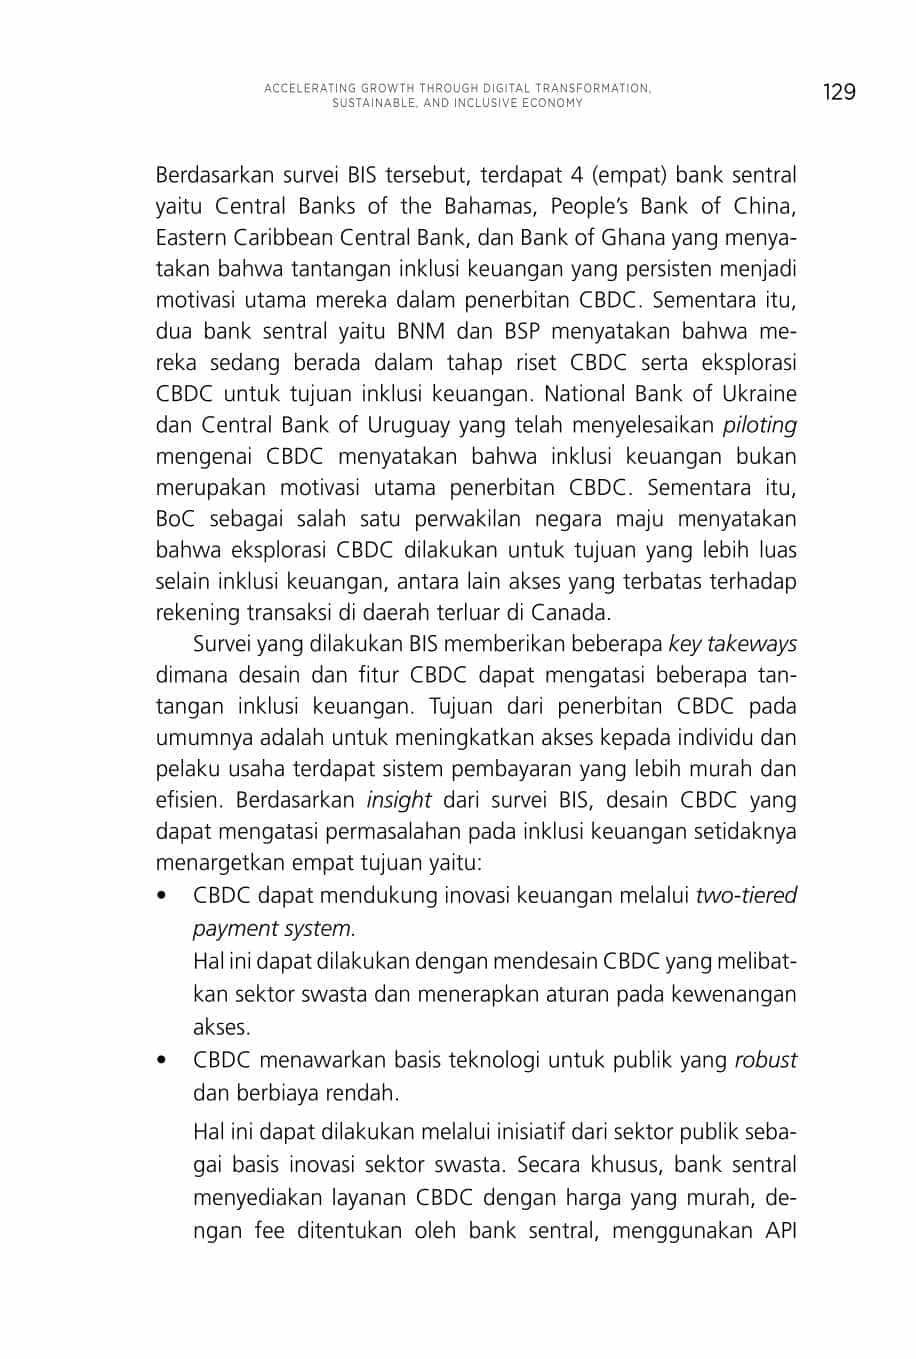 ACCELERATING GROWTH THROUGH DIGITAL TRANSFORMATION,
SUSTAINABLE, AND INCLUSIVE ECONOMY
129
Berdasarkan survei BIS tersebut, terdapat 4 (empat) bank sentral
yaitu Central Banks of the Bahamas, People’s Bank of China,
Eastern Caribbean Central Bank, dan Bank of Ghana yang menya-
takan bahwa tantangan inklusi keuangan yang persisten menjadi
motivasi utama mereka dalam penerbitan CBDC. Sementara itu,
dua bank sentral yaitu BNM dan BSP menyatakan bahwa me-
reka sedang berada dalam tahap riset CBDC serta eksplorasi
CBDC untuk tujuan inklusi keuangan. National Bank of Ukraine
dan Central Bank of Uruguay yang telah menyelesaikan piloting
mengenai CBDC menyatakan bahwa inklusi keuangan bukan
merupakan motivasi utama penerbitan CBDC. Sementara itu,
BoC sebagai salah satu perwakilan negara maju menyatakan
bahwa eksplorasi CBDC dilakukan untuk tujuan yang lebih luas
selain inklusi keuangan, antara lain akses yang terbatas terhadap
rekening transaksi di daerah terluar di Canada.
Survei yang dilakukan BIS memberikan beberapa key takeways
dimana desain dan fitur CBDC dapat mengatasi beberapa tan-
tangan inklusi keuangan. Tujuan dari penerbitan CBDC pada
umumnya adalah untuk meningkatkan akses kepada individu dan
pelaku usaha terdapat sistem pembayaran yang lebih murah dan
efisien. Berdasarkan insight dari survei BIS, desain CBDC yang
dapat mengatasi permasalahan pada inklusi keuangan setidaknya
menargetkan empat tujuan yaitu:
• CBDC dapat mendukung inovasi keuangan melalui two-tiered
payment system.
Hal ini dapat dilakukan dengan mendesain CBDC yang melibat-
kan sektor swasta dan menerapkan aturan pada kewenangan
akses.
• CBDC menawarkan basis teknologi untuk publik yang robust
dan berbiaya rendah.
Hal ini dapat dilakukan melalui inisiatif dari sektor publik seba-
gai basis inovasi sektor swasta. Secara khusus, bank sentral
menyediakan layanan CBDC dengan harga yang murah, de-
ngan fee ditentukan oleh bank sentral, menggunakan API